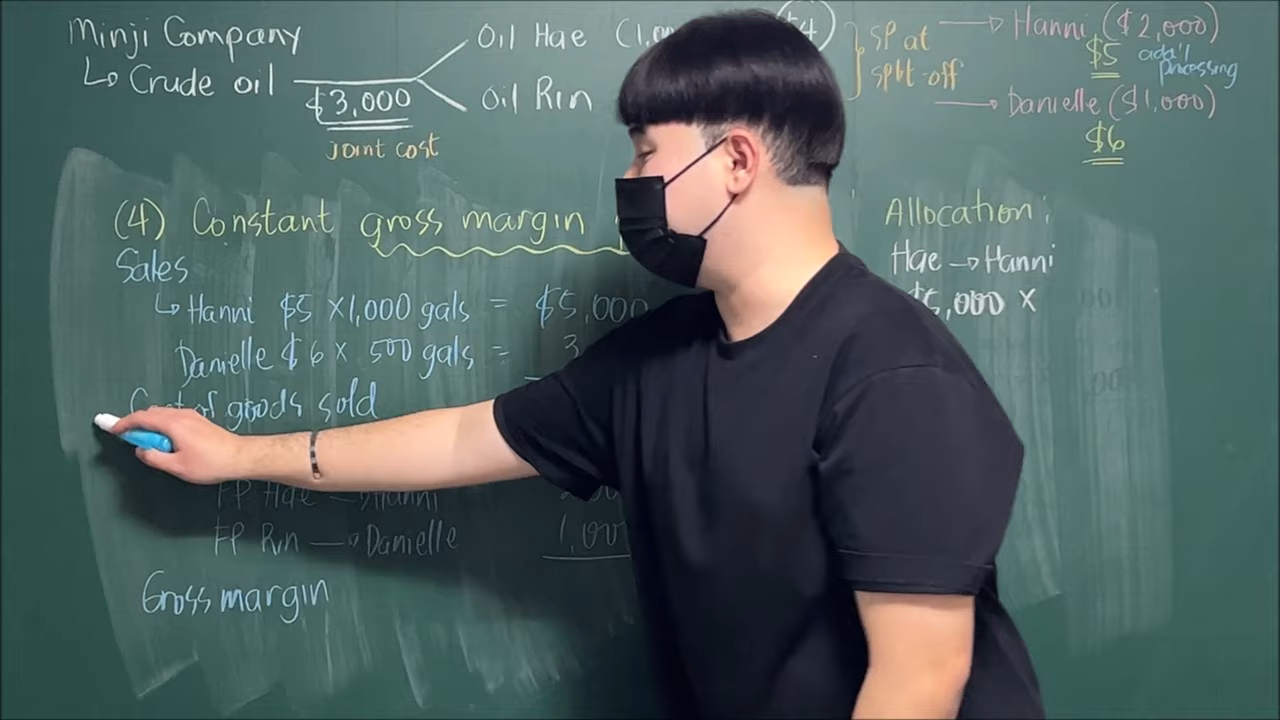 Minji Company
↳ Crude oil
$3,000
joint cost
Oil Hae (1,0
Oil Rin
$4)
SP at
split-off
→ Hanni ($2,000)
$5 add'l
processing
→ Danielle ($1,000)
$6
(4) Constant gross margin
Sales
↳ Hanni $5 ×1,000 gals = $5,000
Danielle $6 × 500 gals = 3
Cost of goods sold
FP Hae → Hanni
FP Rin → Danielle 1,00
Gross margin
Allocation:
Hae → Hanni
$5,000 ×